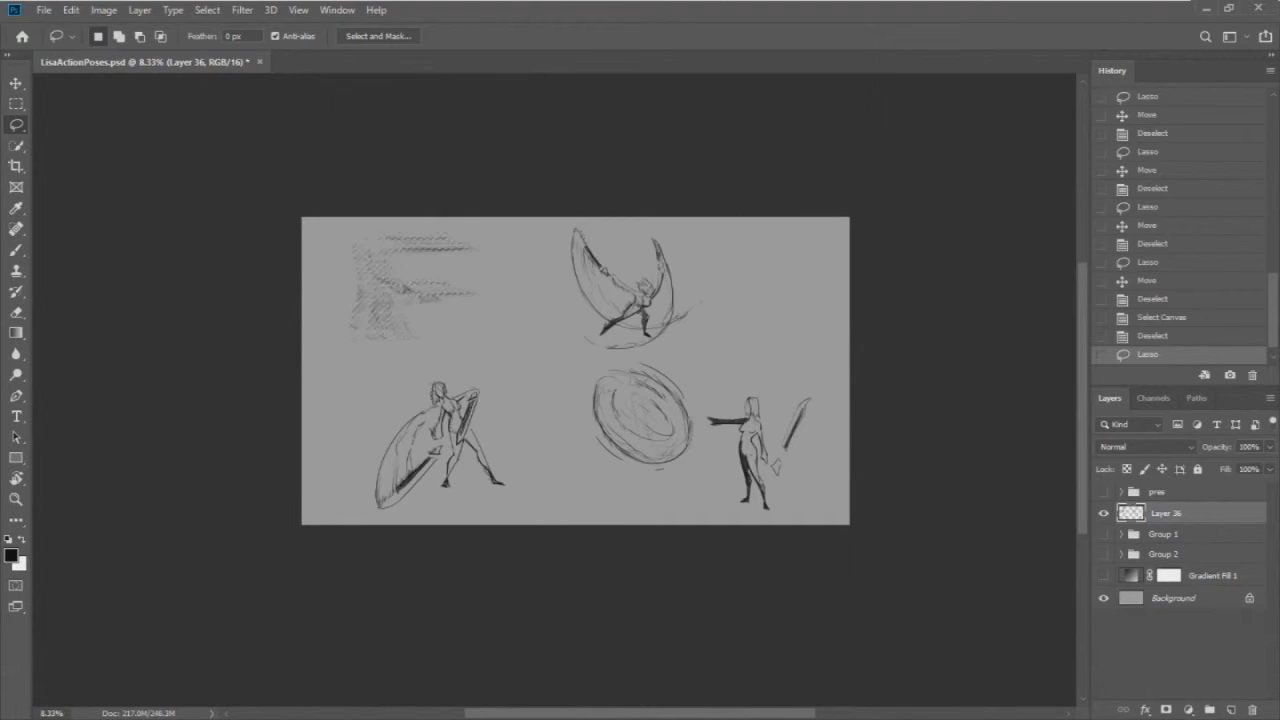 Ps File Edit Image Layer Type Select Filter 3D View Window Help
Feather: 0 px Anti-alias Select and Mask...
LisaActionPoses.psd @ 8.33% (Layer 36, RGB/16) *
History
Lasso
Move
Deselect
Lasso
Move
Deselect
Lasso
Move
Deselect
Lasso
Move
Deselect
Select Canvas
Deselect
Lasso
Layers Channels Paths
Kind
Normal Opacity: 100%
Lock: Fill: 100%
pres
Layer 36
Group 1
Group 2
Gradient Fill 1
Background
8.33% Doc: 217.0M/246.3M